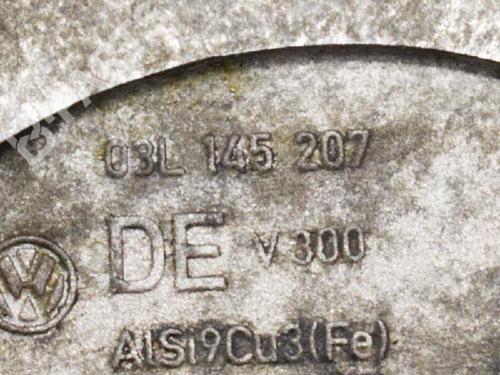 03L 145 207
DE V300
AlSi9Cu3(Fe)